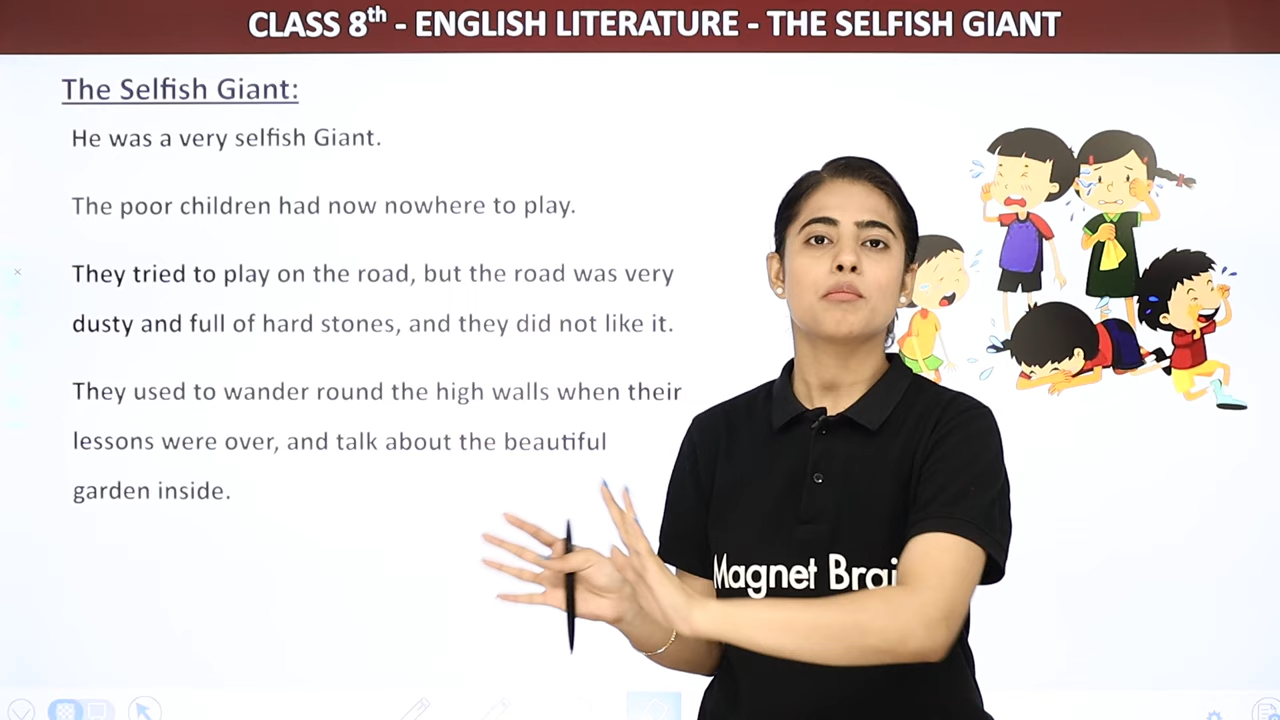 CLASS 8th - ENGLISH LITERATURE - THE SELFISH GIANT
The Selfish Giant:
He was a very selfish Giant.
The poor children had now nowhere to play.
They tried to play on the road, but the road was very
dusty and full of hard stones, and they did not like it.
They used to wander round the high walls when their
lessons were over, and talk about the beautiful
garden inside.
Magnet Brai